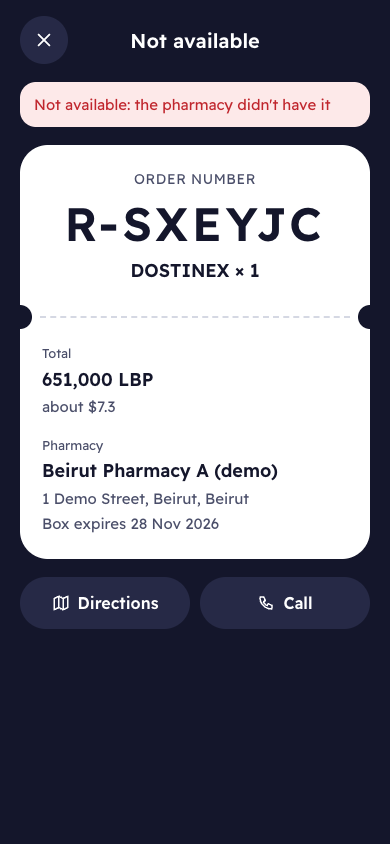 Not available
Not available: the pharmacy didn't have it
ORDER NUMBER
R-SXEYJC
DOSTINEX × 1
Total
651,000 LBP
about $7.3
Pharmacy
Beirut Pharmacy A (demo)
1 Demo Street, Beirut, Beirut
Box expires 28 Nov 2026
Directions
Call